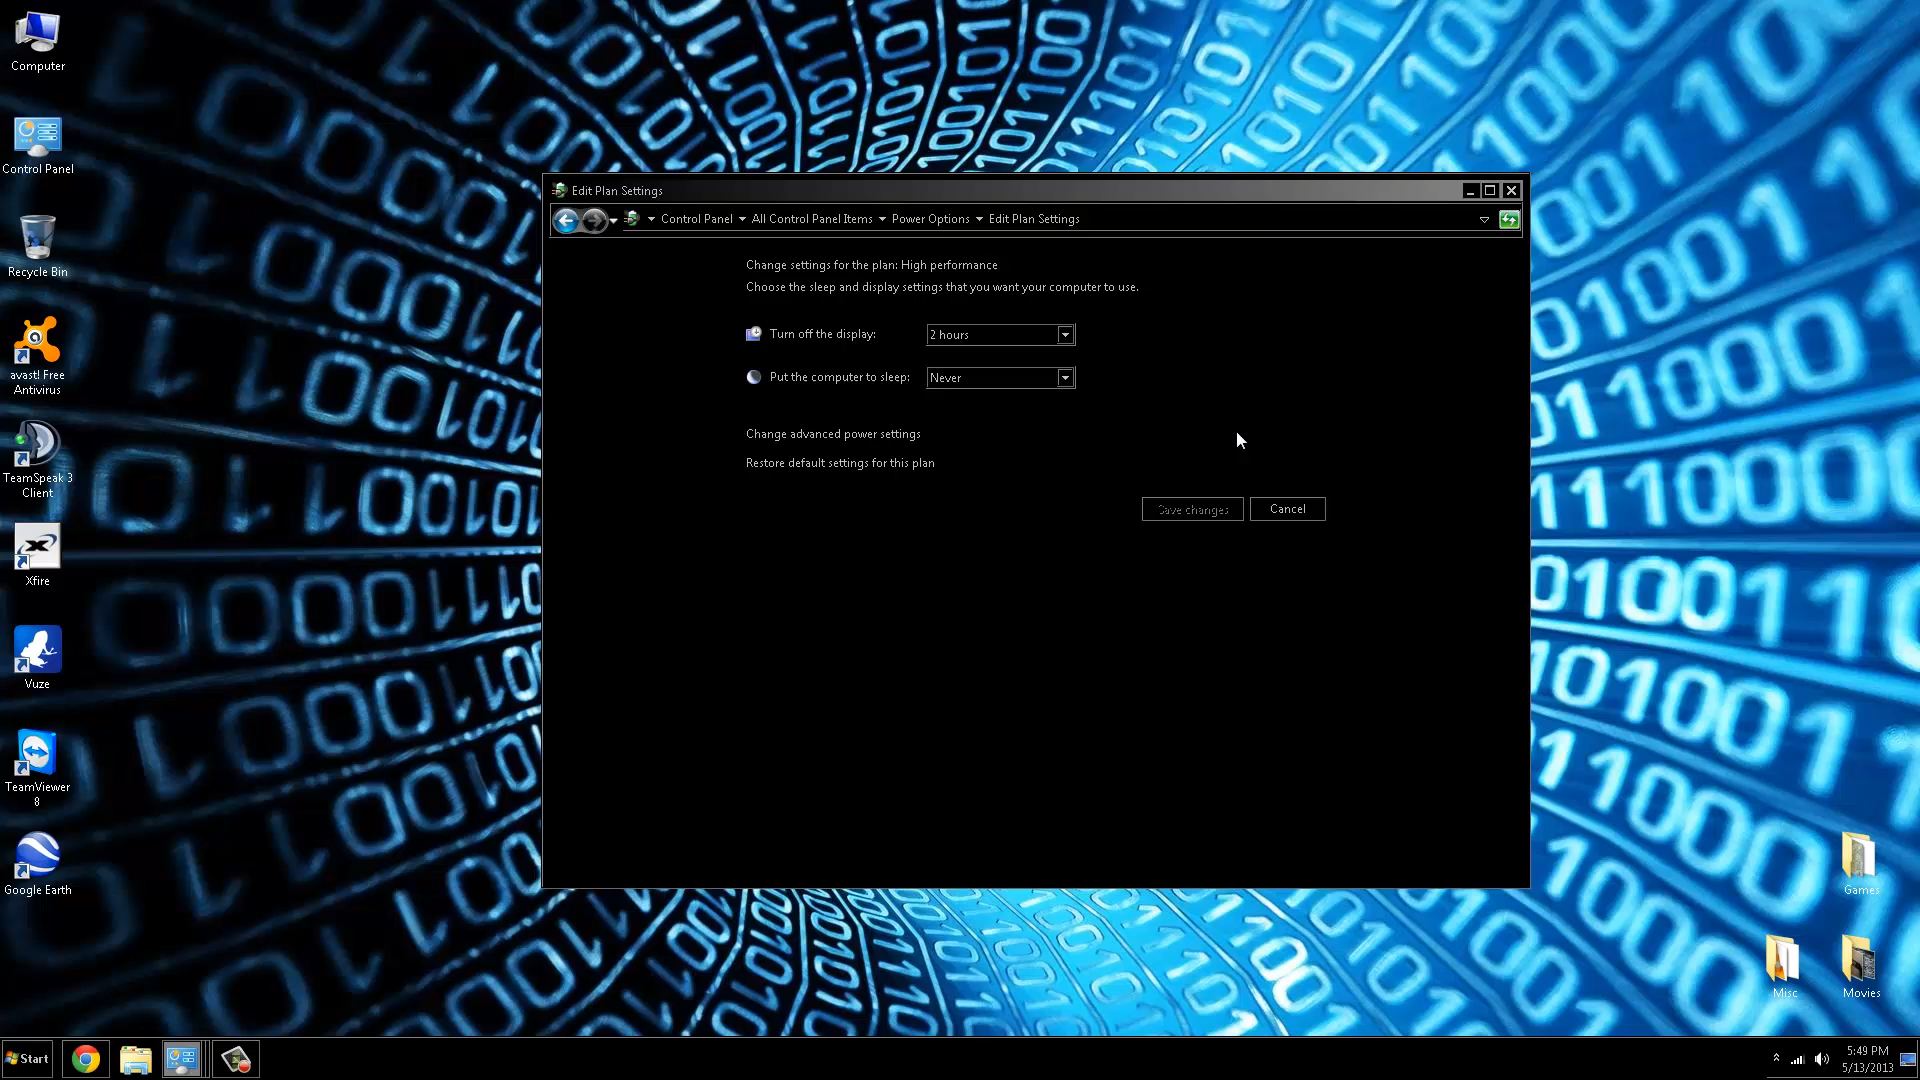 Computer
Control Panel
Recycle Bin
avast! Free
Antivirus
TeamSpeak 3
Client
Xfire
Vuze
TeamViewer
8
Google Earth
Edit Plan Settings
Control Panel All Control Panel Items Power Options Edit Plan Settings
Change settings for the plan: High performance
Choose the sleep and display settings that you want your computer to use.
Turn off the display: 2 hours
Put the computer to sleep: Never
Change advanced power settings
Restore default settings for this plan
Save changes Cancel
Games
Misc Movies
Start
5:49 PM
5/13/2013